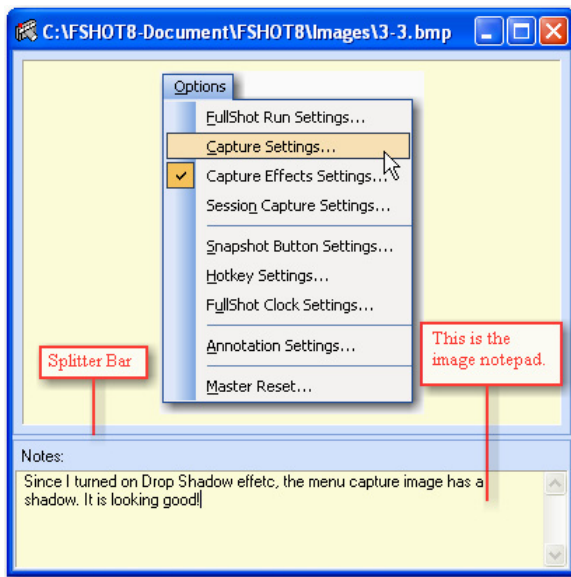 C:\FSHOT8-Document\FSHOT8\Images\3-3.bmp
Options
FullShot Run Settings...
Capture Settings...
Capture Effects Settings...
Session Capture Settings...
Snapshot Button Settings...
Hotkey Settings...
FullShot Clock Settings...
Annotation Settings...
Master Reset...
Splitter Bar
This is the
image notepad.
Notes:
Since I turned on Drop Shadow effetc, the menu capture image has a
shadow. It is looking good!